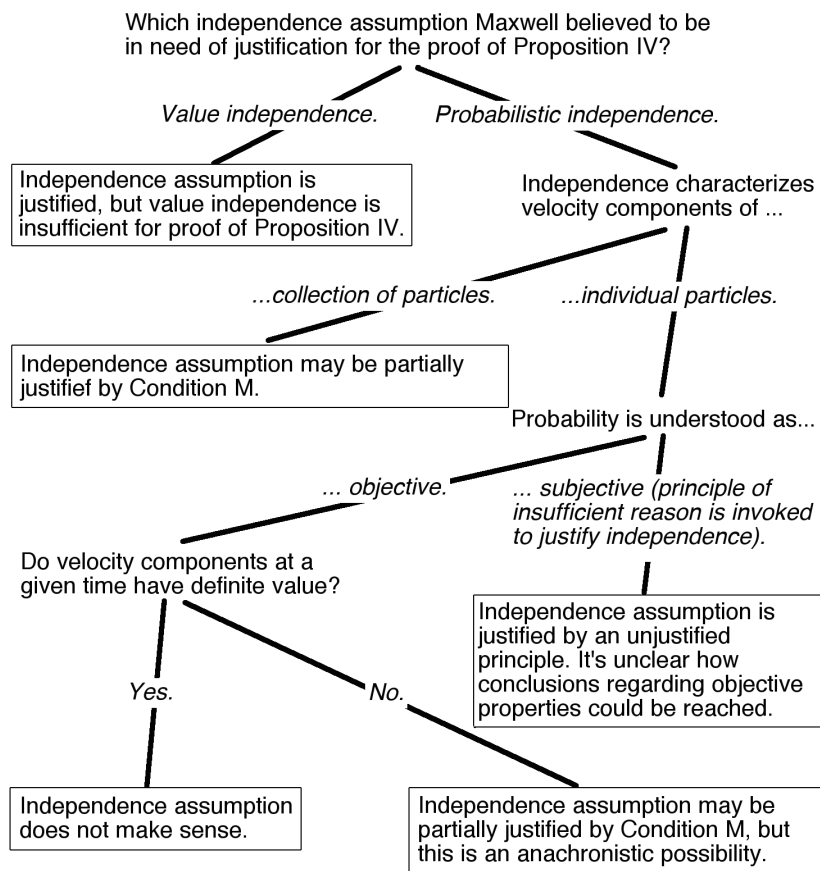 Which independence assumption Maxwell believed to be
in need of justification for the proof of Proposition IV?
Value independence.
Probabilistic independence.
Independence assumption is
justified, but value independence is
insufficient for proof of Proposition IV.
Independence characterizes
velocity components of ...
...collection of particles.
...individual particles.
Independence assumption may be partially
justifief by Condition M.
Probability is understood as...
... objective.
... subjective (principle of
insufficient reason is invoked
to justify independence).
Do velocity components at a
given time have definite value?
Independence assumption is
justified by an unjustified
principle. It's unclear how
conclusions regarding objective
properties could be reached.
Yes.
No.
Independence assumption
does not make sense.
Independence assumption may be
partially justified by Condition M, but
this is an anachronistic possibility.